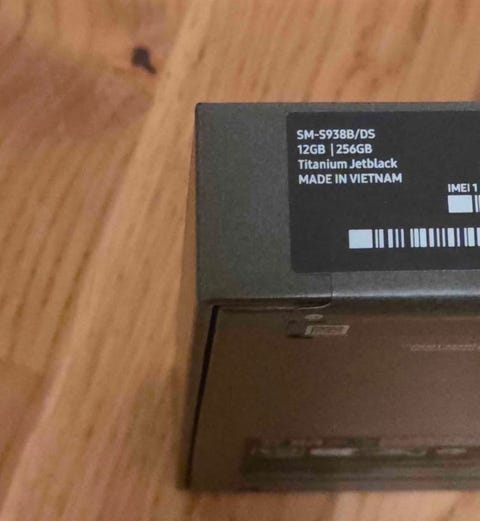 SM-S938B/DS
12GB | 256GB
Titanium Jetblack
MADE IN VIETNAM
IMEI 1